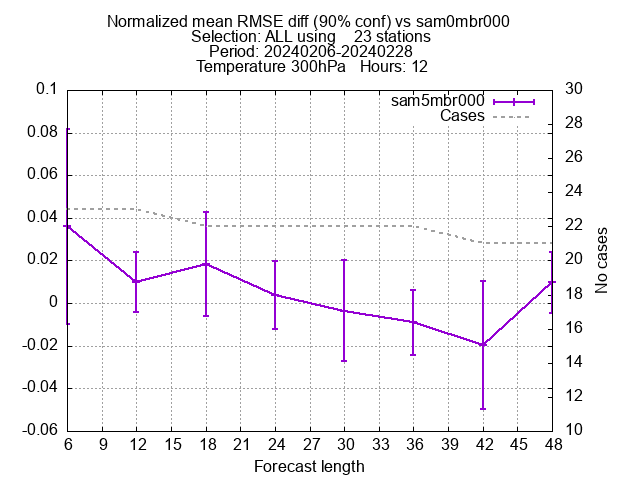 Normalized mean RMSE diff (90% conf) vs sam0mbr000
Selection: ALL using    23 stations
Period: 20240206-20240228
Temperature 300hPa   Hours: 12
sam5mbr000
Cases
0.1
0.08
0.06
0.04
0.02
0
-0.02
-0.04
-0.06
30
28
26
24
22
20
18
16
14
12
10
No cases
6 9 12 15 18 21 24 27 30 33 36 39 42 45 48
Forecast length